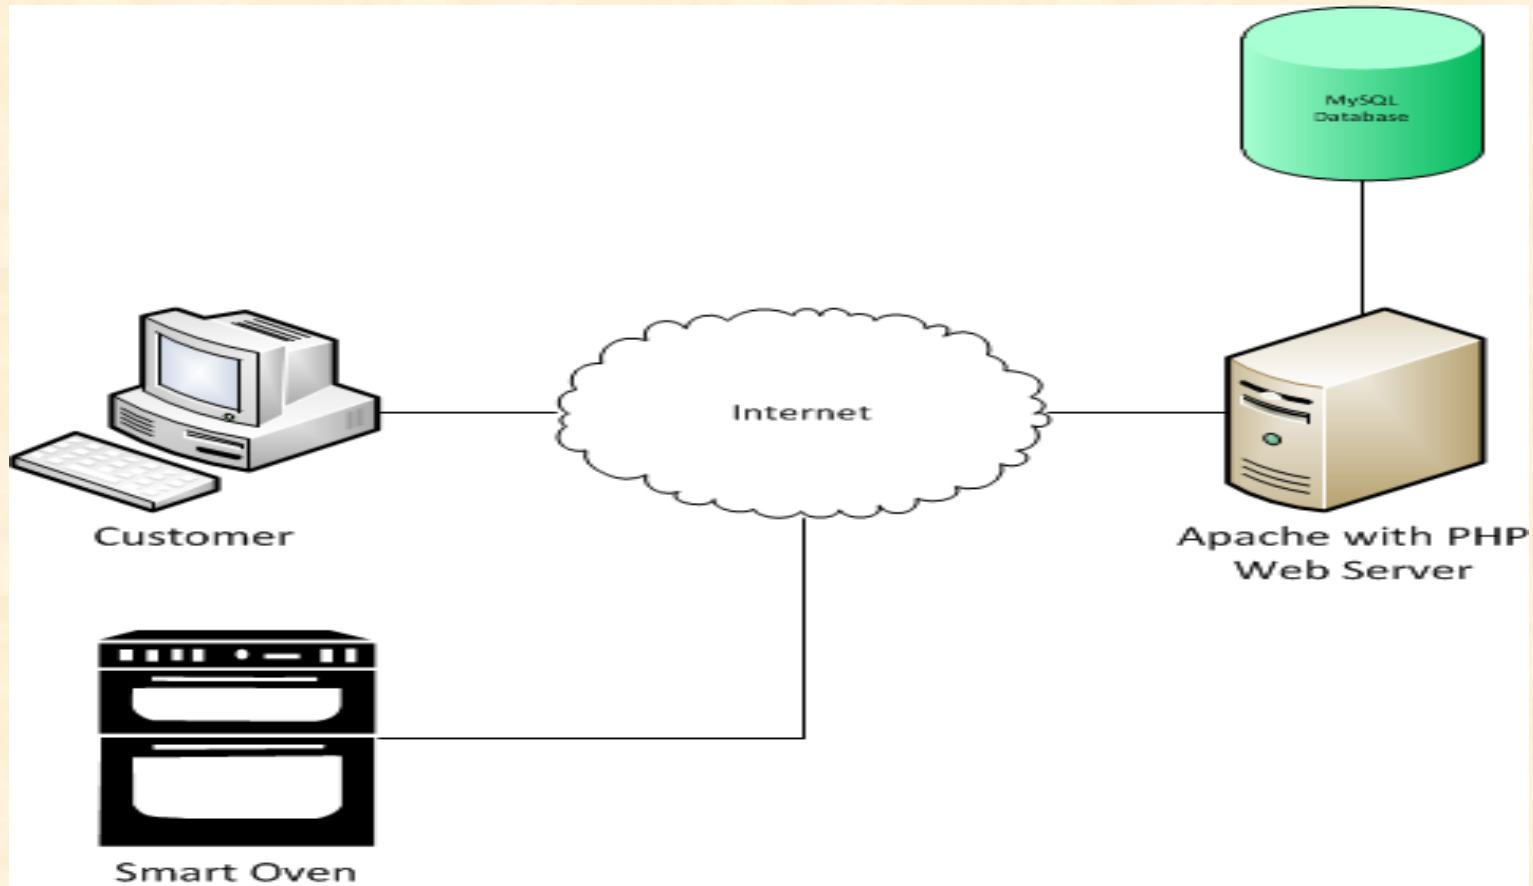 MySQL
Database
Internet
Customer
Apache with PHP
Web Server
Smart Oven